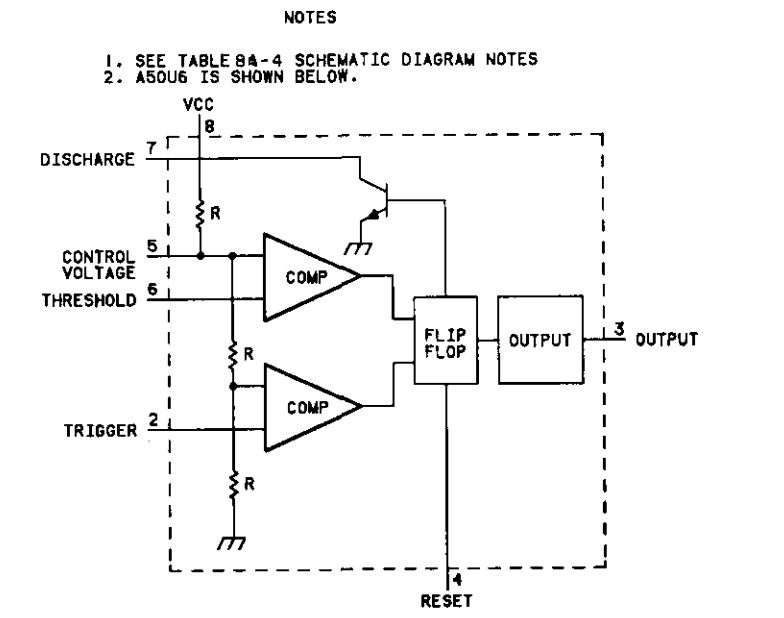 NOTES
1. SEE TABLE 8A-4 SCHEMATIC DIAGRAM NOTES
2. A50U6 IS SHOWN BELOW.
VCC
8
DISCHARGE 7
R
CONTROL 5
VOLTAGE
COMP
THRESHOLD 6
FLIP
FLOP
OUTPUT
3 OUTPUT
R
COMP
TRIGGER 2
R
4
RESET